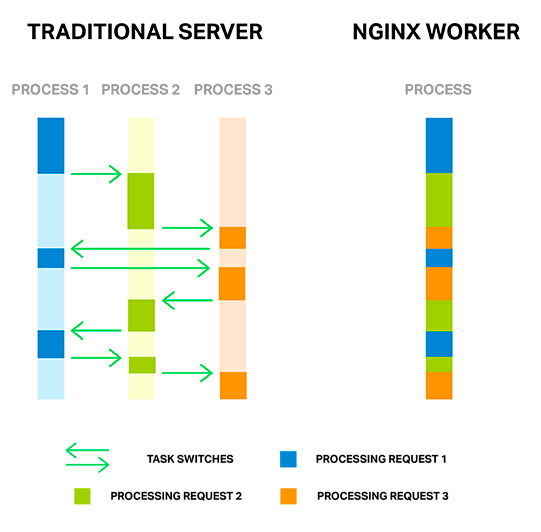 TRADITIONAL SERVER
NGINX WORKER
PROCESS 1 PROCESS 2 PROCESS 3
PROCESS
TASK SWITCHES
PROCESSING REQUEST 1
PROCESSING REQUEST 2
PROCESSING REQUEST 3